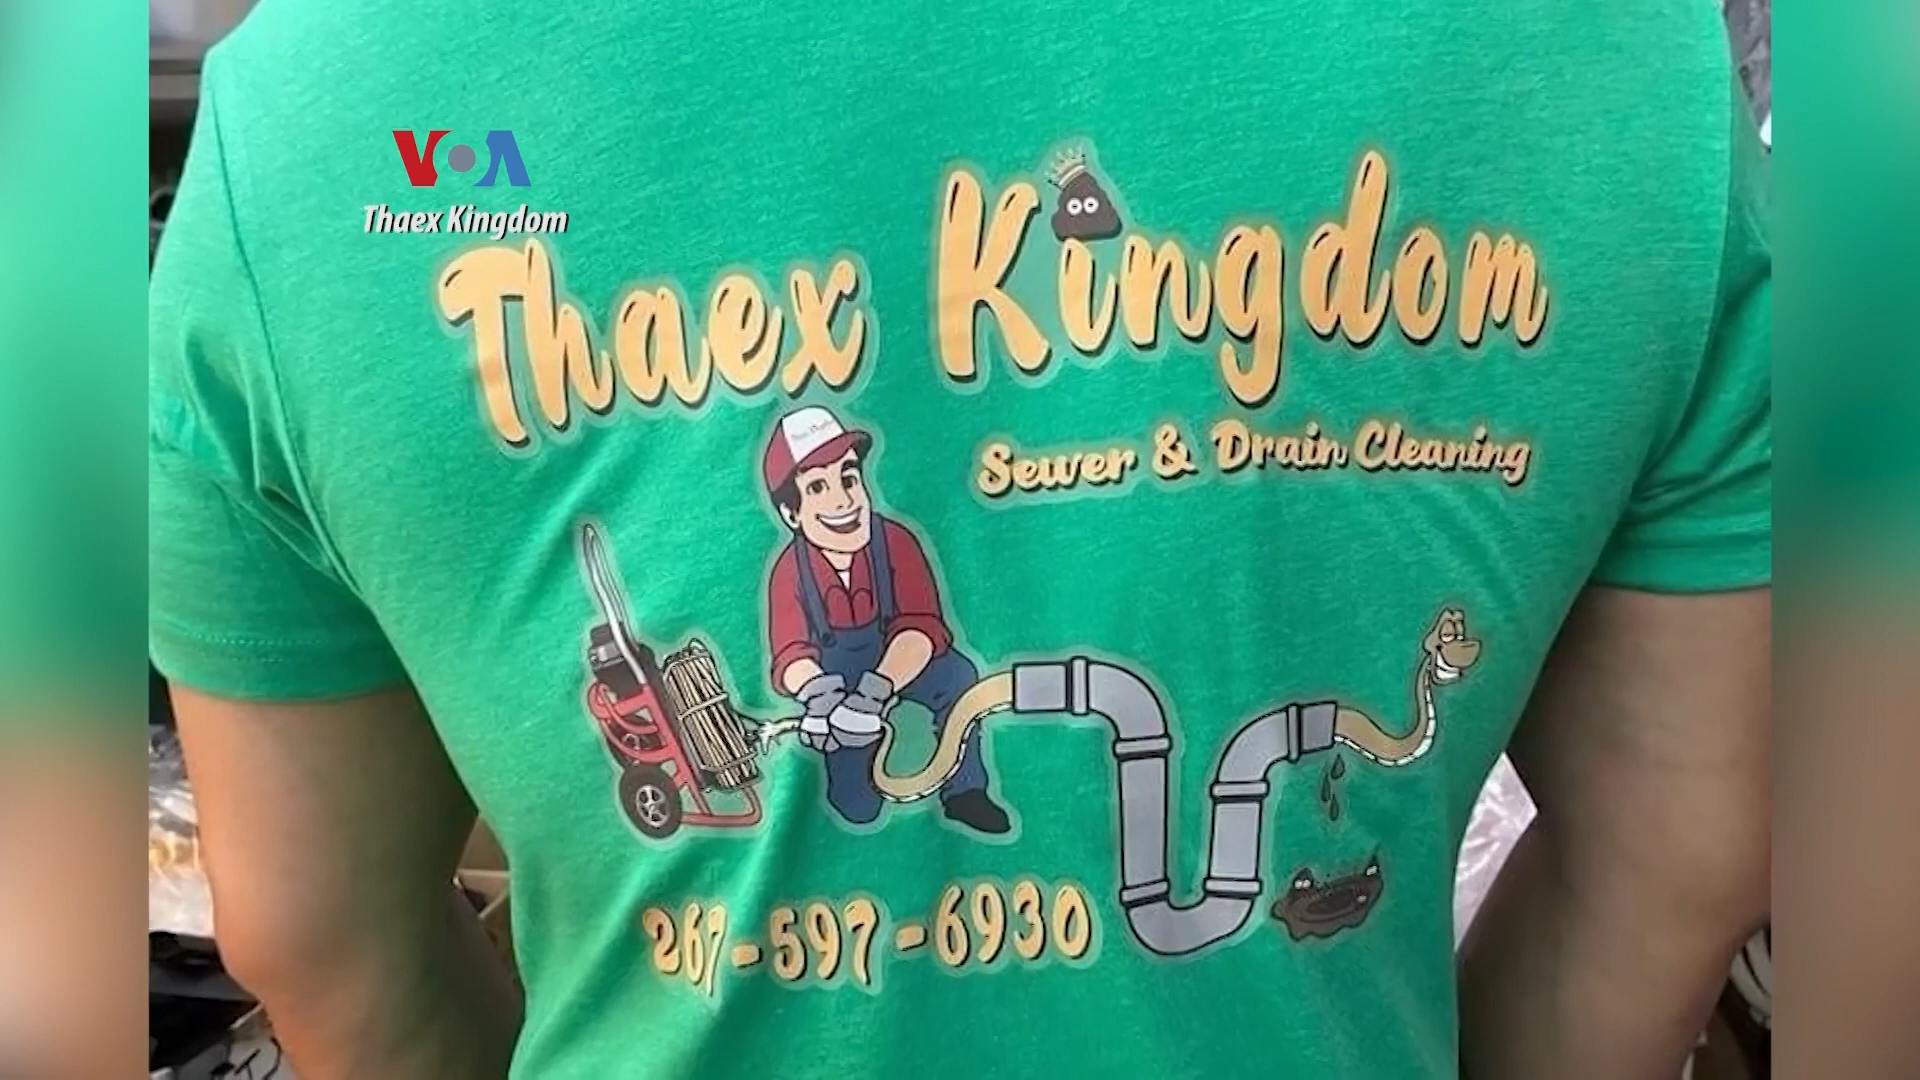 VOA
Thaex Kingdom
Thaex Kingdom
Sewer & Drain Cleaning
267-597-6930